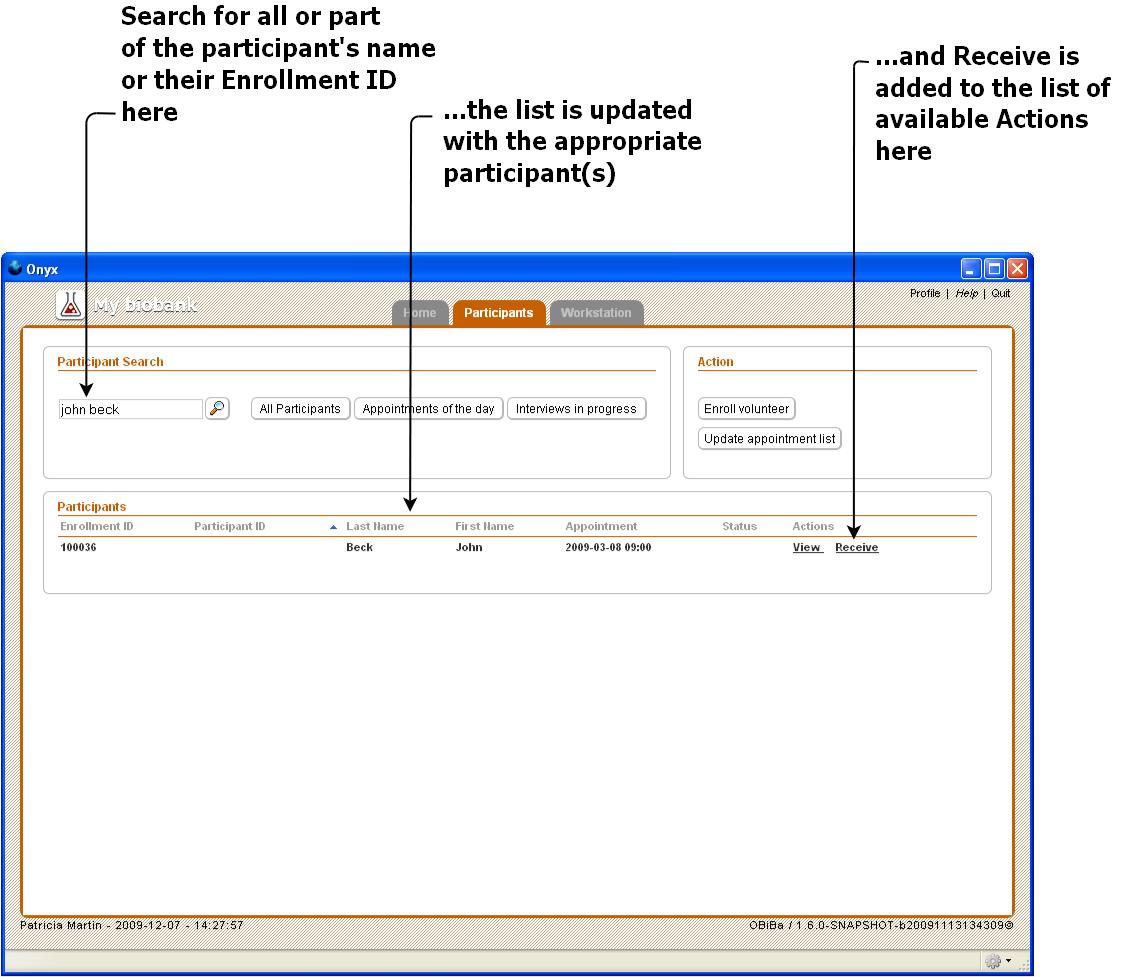 Search for all or part
of the participant's name
or their Enrollment ID
here
...the list is updated
with the appropriate
participant(s)
...and Receive is
added to the list of
available Actions
here
Onyx
My biobank
Home Participants Workstation
Profile | Help | Quit
Participant Search
john beck All Participants Appointments of the day Interviews in progress
Action
Enroll volunteer
Update appointment list
Participants
Enrollment ID Participant ID Last Name First Name Appointment Status Actions
100036 Beck John 2009-03-08 09:00 View Receive
Patricia Martin - 2009-12-07 - 14:27:57 OBiBa / 1.6.0-SNAPSHOT-b20091113134309©